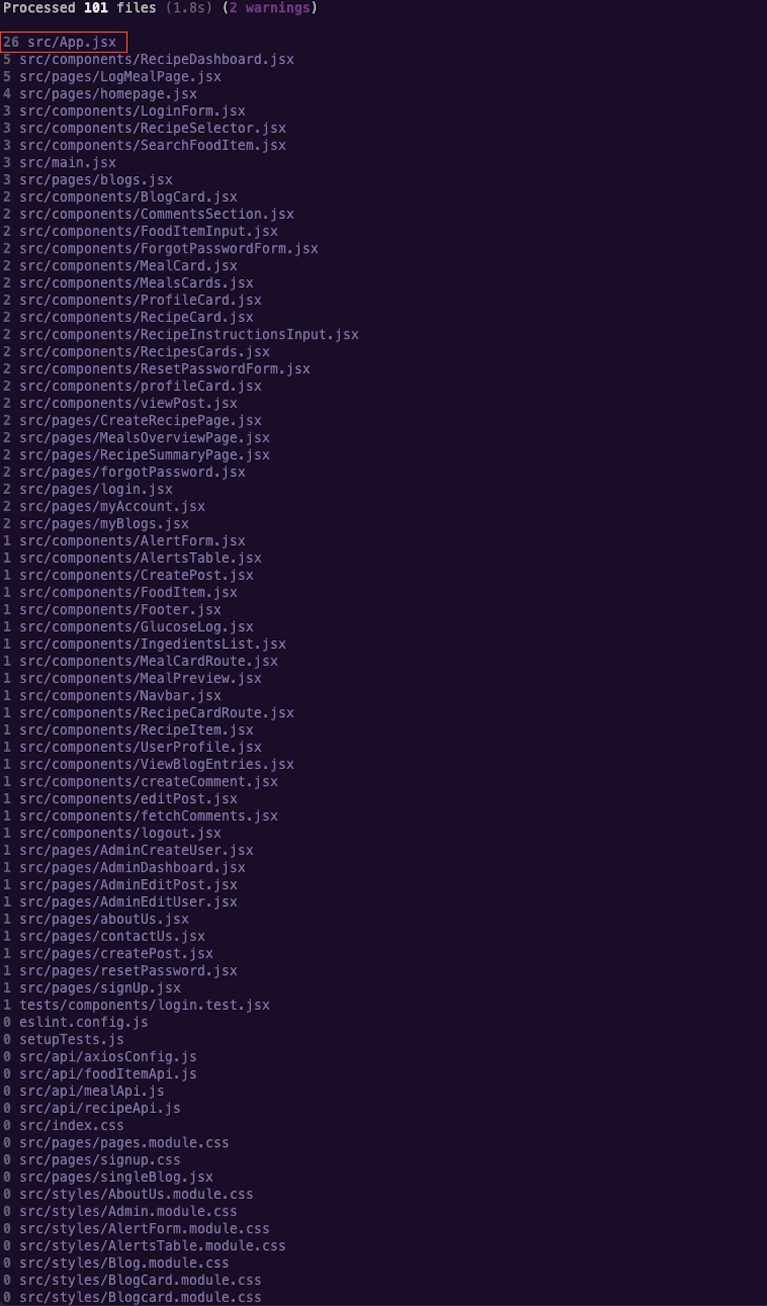 Processed 101 files (1.8s) (2 warnings)
26 src/App.jsx
5 src/components/RecipeDashboard.jsx
5 src/pages/LogMealPage.jsx
4 src/pages/homepage.jsx
3 src/components/LoginForm.jsx
3 src/components/RecipeSelector.jsx
3 src/components/SearchFoodItem.jsx
3 src/main.jsx
3 src/pages/blogs.jsx
2 src/components/BlogCard.jsx
2 src/components/CommentsSection.jsx
2 src/components/FoodItemInput.jsx
2 src/components/ForgotPasswordForm.jsx
2 src/components/MealCard.jsx
2 src/components/MealsCards.jsx
2 src/components/ProfileCard.jsx
2 src/components/RecipeCard.jsx
2 src/components/RecipeInstructionsInput.jsx
2 src/components/RecipesCards.jsx
2 src/components/ResetPasswordForm.jsx
2 src/components/profileCard.jsx
2 src/components/viewPost.jsx
2 src/pages/CreateRecipePage.jsx
2 src/pages/MealsOverviewPage.jsx
2 src/pages/RecipeSummaryPage.jsx
2 src/pages/forgotPassword.jsx
2 src/pages/login.jsx
2 src/pages/myAccount.jsx
2 src/pages/myBlogs.jsx
1 src/components/AlertForm.jsx
1 src/components/AlertsTable.jsx
1 src/components/CreatePost.jsx
1 src/components/FoodItem.jsx
1 src/components/Footer.jsx
1 src/components/GlucoseLog.jsx
1 src/components/IngedientsList.jsx
1 src/components/MealCardRoute.jsx
1 src/components/MealPreview.jsx
1 src/components/Navbar.jsx
1 src/components/RecipeCardRoute.jsx
1 src/components/RecipeItem.jsx
1 src/components/UserProfile.jsx
1 src/components/ViewBlogEntries.jsx
1 src/components/createComment.jsx
1 src/components/editPost.jsx
1 src/components/fetchComments.jsx
1 src/components/logout.jsx
1 src/pages/AdminCreateUser.jsx
1 src/pages/AdminDashboard.jsx
1 src/pages/AdminEditPost.jsx
1 src/pages/AdminEditUser.jsx
1 src/pages/aboutUs.jsx
1 src/pages/contactUs.jsx
1 src/pages/createPost.jsx
1 src/pages/resetPassword.jsx
1 src/pages/signUp.jsx
1 tests/components/login.test.jsx
0 eslint.config.js
0 setupTests.js
0 src/api/axiosConfig.js
0 src/api/foodItemApi.js
0 src/api/mealApi.js
0 src/api/recipeApi.js
0 src/index.css
0 src/pages/pages.module.css
0 src/pages/signup.css
0 src/pages/singleBlog.jsx
0 src/styles/AboutUs.module.css
0 src/styles/Admin.module.css
0 src/styles/AlertForm.module.css
0 src/styles/AlertsTable.module.css
0 src/styles/Blog.module.css
0 src/styles/BlogCard.module.css
0 src/styles/Blogcard.module.css